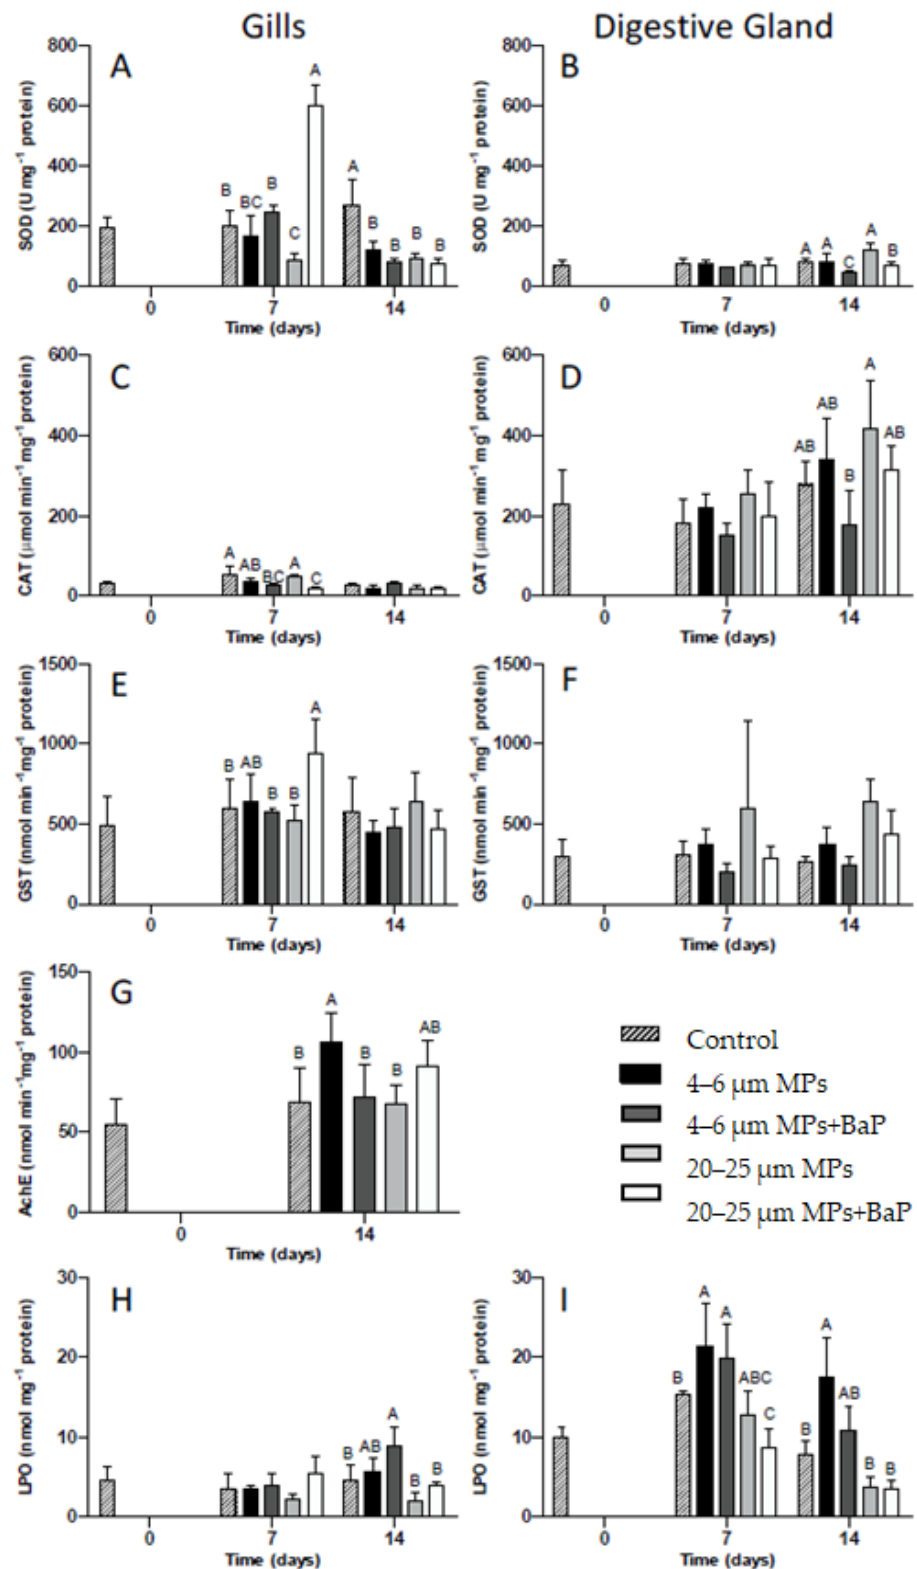 Gills
Digestive Gland
A
SOD (U mg⁻¹ protein)
800
600
400
200
0
B
BC
B
C
A
A
B
B
B
B
0
7
14
Time (days)
B
SOD (U mg⁻¹ protein)
800
600
400
200
0
A
A
C
A
B
0
7
14
Time (days)
C
CAT (μmol min⁻¹ mg⁻¹ protein)
600
400
200
0
A
AB
BC
A
C
0
7
14
Time (days)
D
CAT (μmol min⁻¹ mg⁻¹ protein)
600
400
200
0
AB
AB
B
A
AB
0
7
14
Time (days)
E
GST (nmol min⁻¹mg⁻¹ protein)
1500
1000
500
0
B
AB
B
B
A
0
7
14
Time (days)
F
GST (nmol min⁻¹mg⁻¹ protein)
1500
1000
500
0
0
7
14
Time (days)
G
AchE (nmol min⁻¹mg⁻¹ protein)
150
100
50
0
B
A
B
B
AB
0
14
Time (days)
Control
4–6 μm MPs
4–6 μm MPs+BaP
20–25 μm MPs
20–25 μm MPs+BaP
H
LPO (nmol mg⁻¹ protein)
30
20
10
0
B
AB
A
B
B
0
7
14
Time (days)
I
LPO (nmol mg⁻¹ protein)
30
20
10
0
B
A
A
ABC
C
B
A
AB
B
B
0
7
14
Time (days)